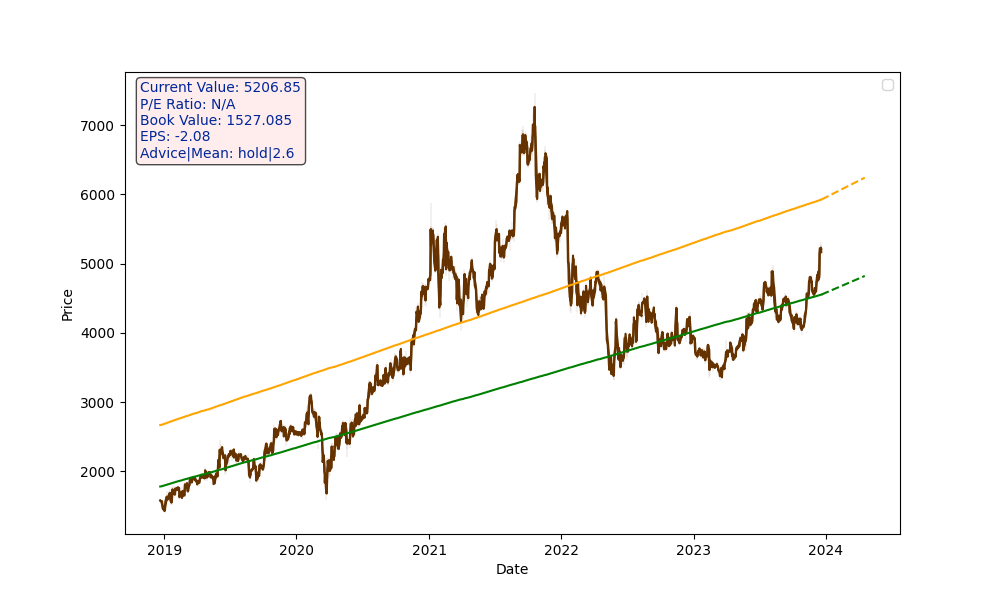 Current Value: 5206.85
P/E Ratio: N/A
Book Value: 1527.085
EPS: -2.08
Advice|Mean: hold|2.6
7000
6000
5000
4000
3000
2000
Price
2019 2020 2021 2022 2023 2024
Date